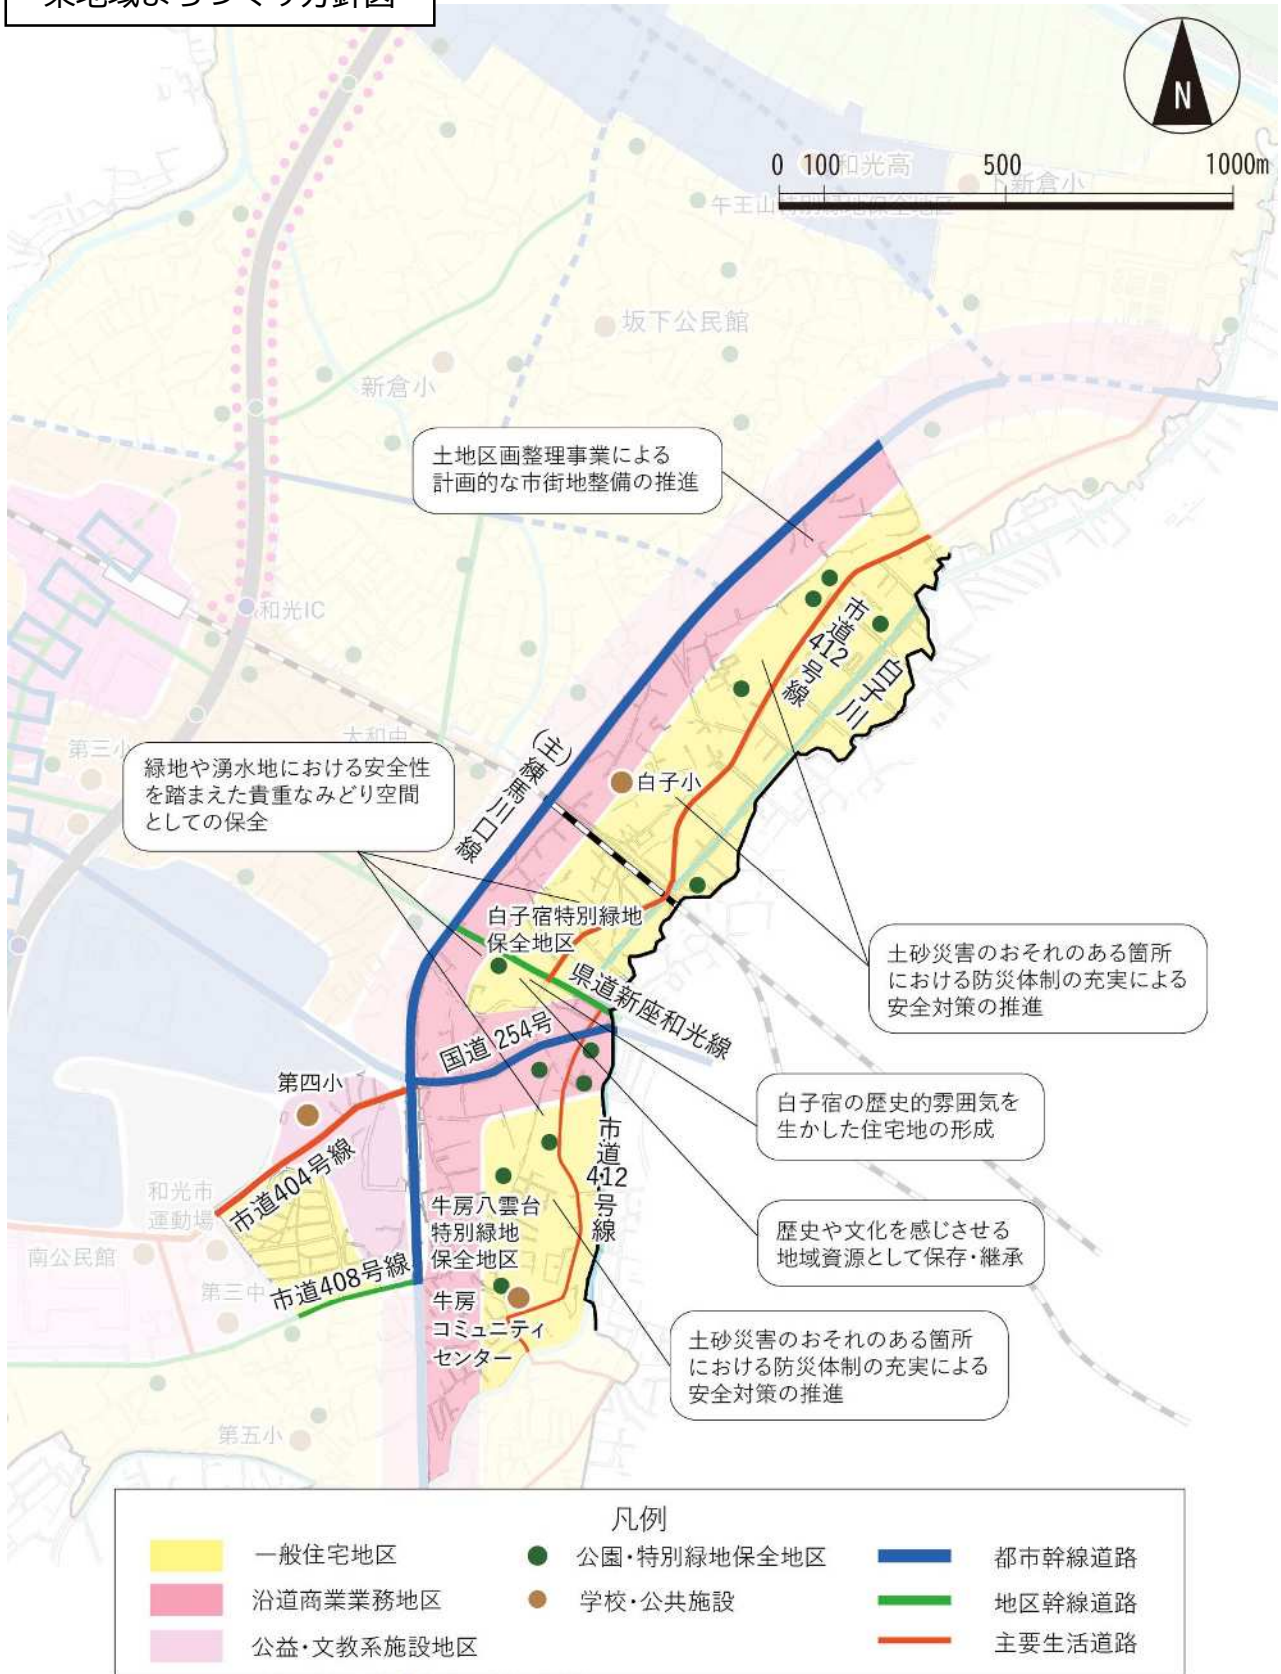 東地域まちづくり方針図
N
0 100 500 1000m
和光高
下新倉小
午王山特別緑地保全地区
坂下公民館
新倉小
土地区画整理事業による
計画的な市街地整備の推進
和光IC
市道
412
号線
白子川
第三小
大和中
(主)練馬川口線
白子小
緑地や湧水地における安全性
を踏まえた貴重なみどり空間
としての保全
白子宿特別緑地
保全地区
土砂災害のおそれのある箇所
における防災体制の充実による
安全対策の推進
県道新座和光線
国道254号
第四小
白子宿の歴史的雰囲気を
生かした住宅地の形成
市道
412
号線
市道404号線
和光市
運動場
牛房八雲台
特別緑地
保全地区
歴史や文化を感じさせる
地域資源として保存・継承
南公民館
市道408号線
第三中
牛房
コミュニティ
センター
土砂災害のおそれのある箇所
における防災体制の充実による
安全対策の推進
第五小
凡例
一般住宅地区
公園・特別緑地保全地区
都市幹線道路
沿道商業業務地区
学校・公共施設
地区幹線道路
公益・文教系施設地区
主要生活道路